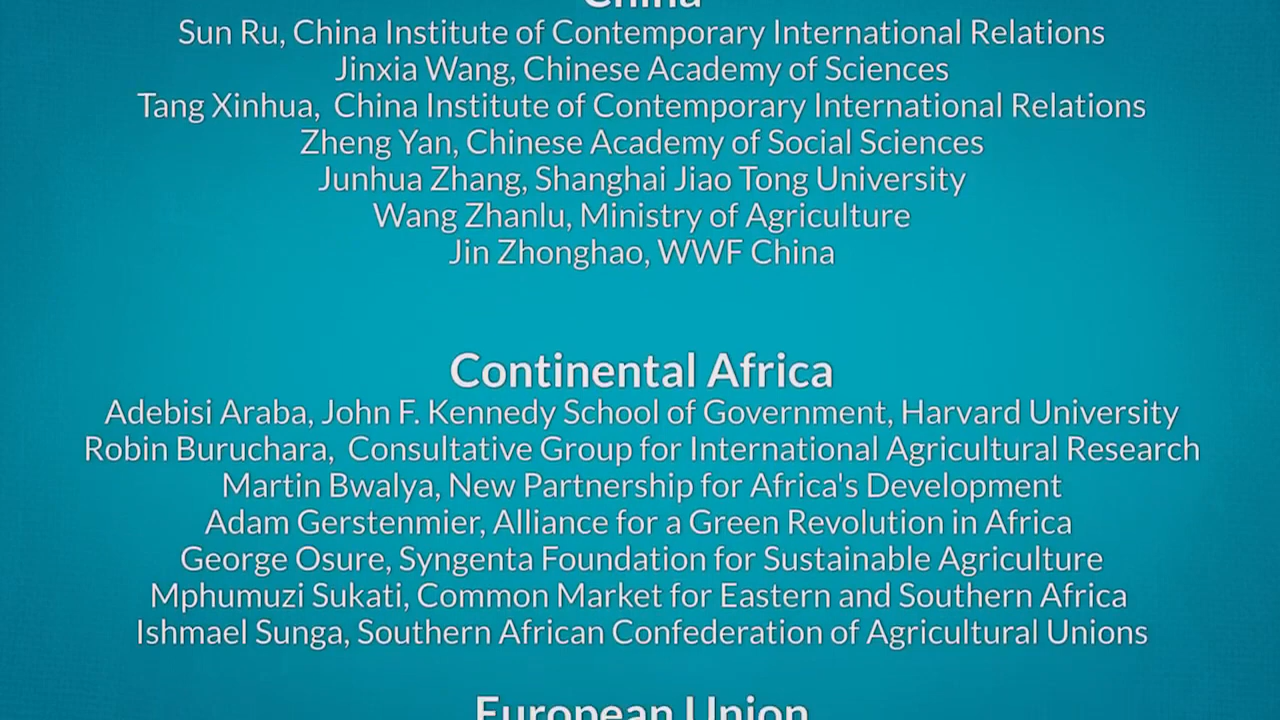 China
Sun Ru, China Institute of Contemporary International Relations
Jinxia Wang, Chinese Academy of Sciences
Tang Xinhua,  China Institute of Contemporary International Relations
Zheng Yan, Chinese Academy of Social Sciences
Junhua Zhang, Shanghai Jiao Tong University
Wang Zhanlu, Ministry of Agriculture
Jin Zhonghao, WWF China
Continental Africa
Adebisi Araba, John F. Kennedy School of Government, Harvard University
Robin Buruchara,  Consultative Group for International Agricultural Research
Martin Bwalya, New Partnership for Africa's Development
Adam Gerstenmier, Alliance for a Green Revolution in Africa
George Osure, Syngenta Foundation for Sustainable Agriculture
Mphumuzi Sukati, Common Market for Eastern and Southern Africa
Ishmael Sunga, Southern African Confederation of Agricultural Unions
European Union